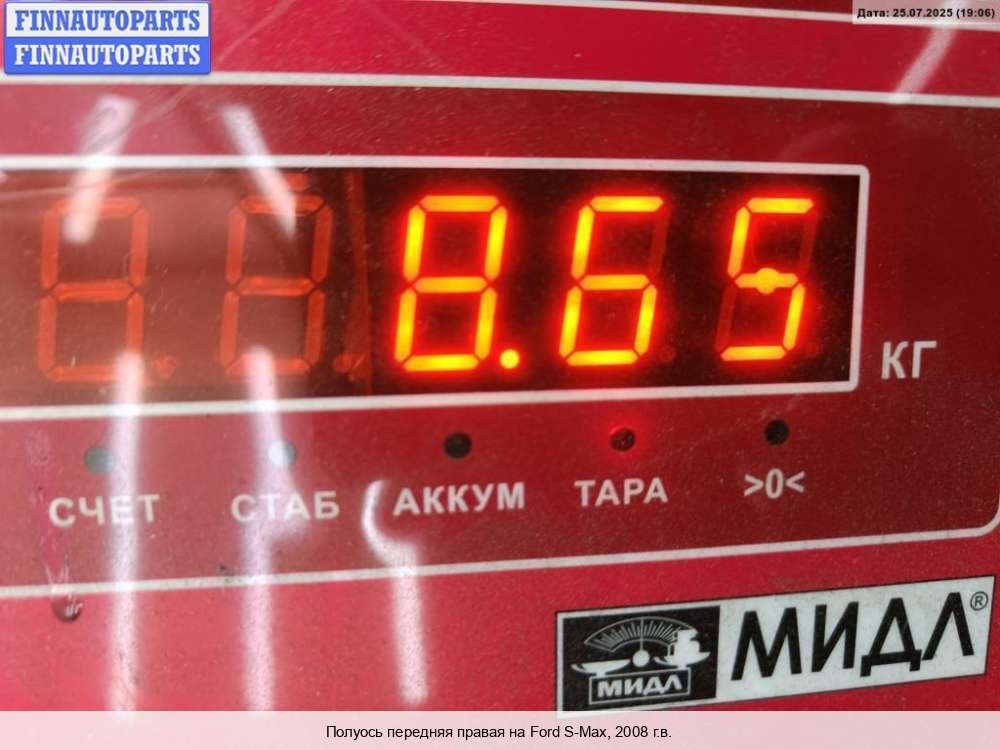 FINNAUTOPARTS
FINNAUTOPARTS
Дата: 25.07.2025 (19:06)
8.65
КГ
СЧЕТ СТАБ АККУМ ТАРА >0<
МИДЛ
МИДЛ®
Полуось передняя правая на Ford S-Max, 2008 г.в.